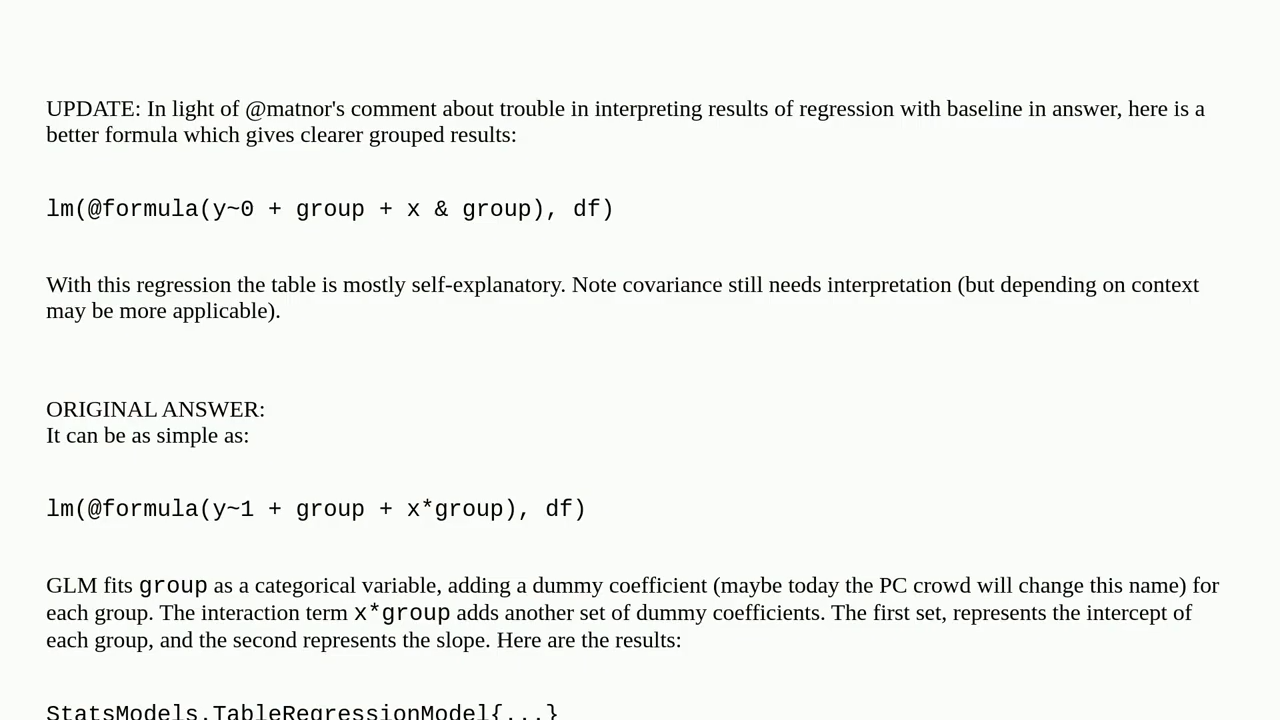 UPDATE: In light of @matnor's comment about trouble in interpreting results of regression with baseline in answer, here is a
better formula which gives clearer grouped results:
lm(@formula(y~0 + group + x & group), df)
With this regression the table is mostly self-explanatory. Note covariance still needs interpretation (but depending on context
may be more applicable).
ORIGINAL ANSWER:
It can be as simple as:
lm(@formula(y~1 + group + x*group), df)
GLM fits group as a categorical variable, adding a dummy coefficient (maybe today the PC crowd will change this name) for
each group. The interaction term x*group adds another set of dummy coefficients. The first set, represents the intercept of
each group, and the second represents the slope. Here are the results:
StatsModels.TableRegressionModel{...}